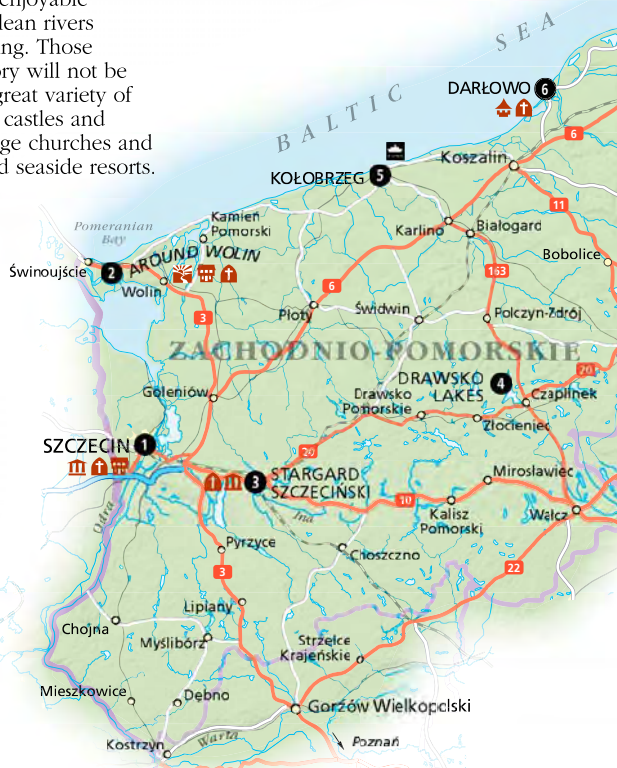 enjoyable
lean rivers
ng. Those
ry will not be
great variety of
castles and
ge churches and
d seaside resorts.
BALTIC SEA
DARŁOWO 6
6
KOŁOBRZEG 5
Koszalin
11
Pomeranian
Bay
Kamień
Pomorski
Karlino
Białogard
Bobolice
Świnoujście
2 AROUND WOLIN
Wolin
163
6
3
Płoty
Świdwin
Połczyn-Zdrój
ZACHODNIO-POMORSKIE
20
DRAWSKO
LAKES 4
Goleniów
Drawsko
Pomorskie
Czaplinek
Złocieniec
SZCZECIN 1
20
3 STARGARD
SZCZECIŃSKI
Mirosławiec
10
Odra
Ina
Kalisz
Pomorski
Wałcz
Pyrzyce
Choszczno
3
22
Lipiany
Chojna
Myślibórz
Strzelce
Krajeńskie
Mieszkowice
Dębno
Gorzów Wielkopolski
Kostrzyn
Warta
Poznań